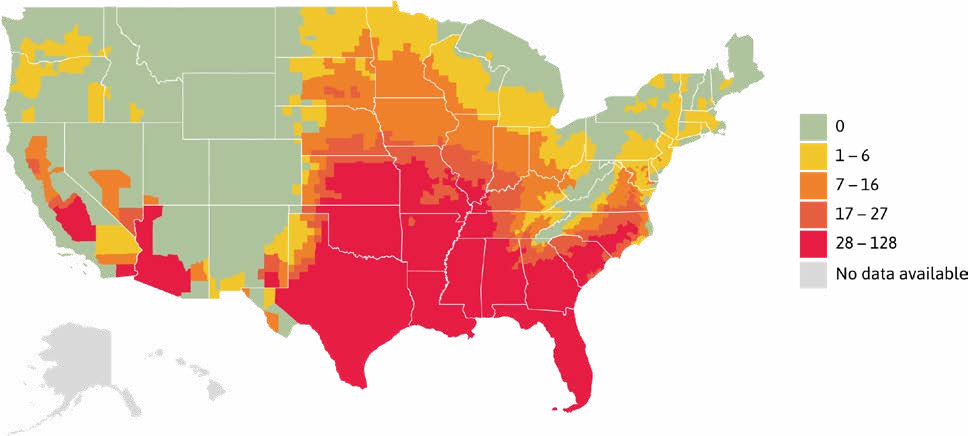 0
1 – 6
7 – 16
17 – 27
28 – 128
No data available